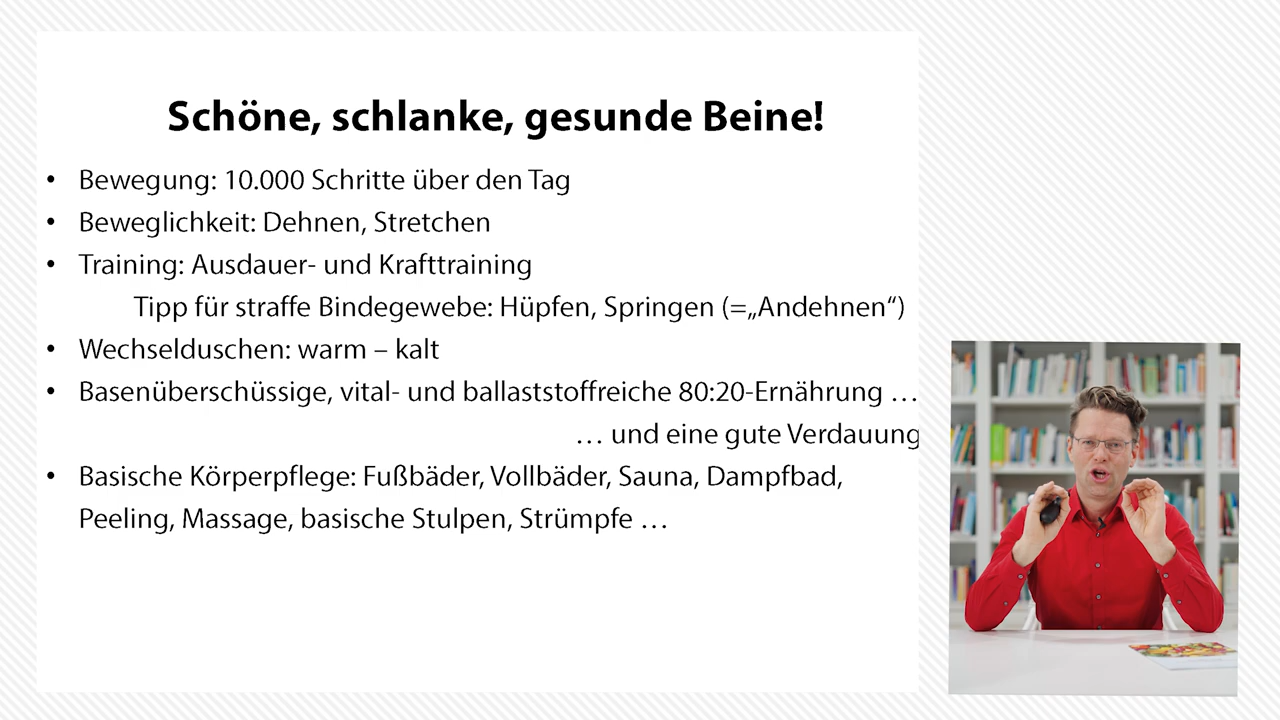 Schöne, schlanke, gesunde Beine!
• Bewegung: 10.000 Schritte über den Tag
• Beweglichkeit: Dehnen, Stretchen
• Training: Ausdauer- und Krafttraining
Tipp für straffe Bindegewebe: Hüpfen, Springen (=„Andehnen“)
• Wechselduschen: warm – kalt
• Basenüberschüssige, vital- und ballaststoffreiche 80:20-Ernährung …
… und eine gute Verdauung
• Basische Körperpflege: Fußbäder, Vollbäder, Sauna, Dampfbad,
Peeling, Massage, basische Stulpen, Strümpfe …